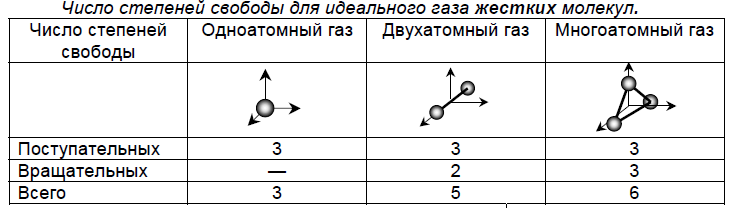 Число степеней свободы для идеального газа жестких молекул.
Число степеней свободы Одноатомный газ Двухатомный газ Многоатомный газ
Поступательных 3 3 3
Вращательных — 2 3
Всего 3 5 6